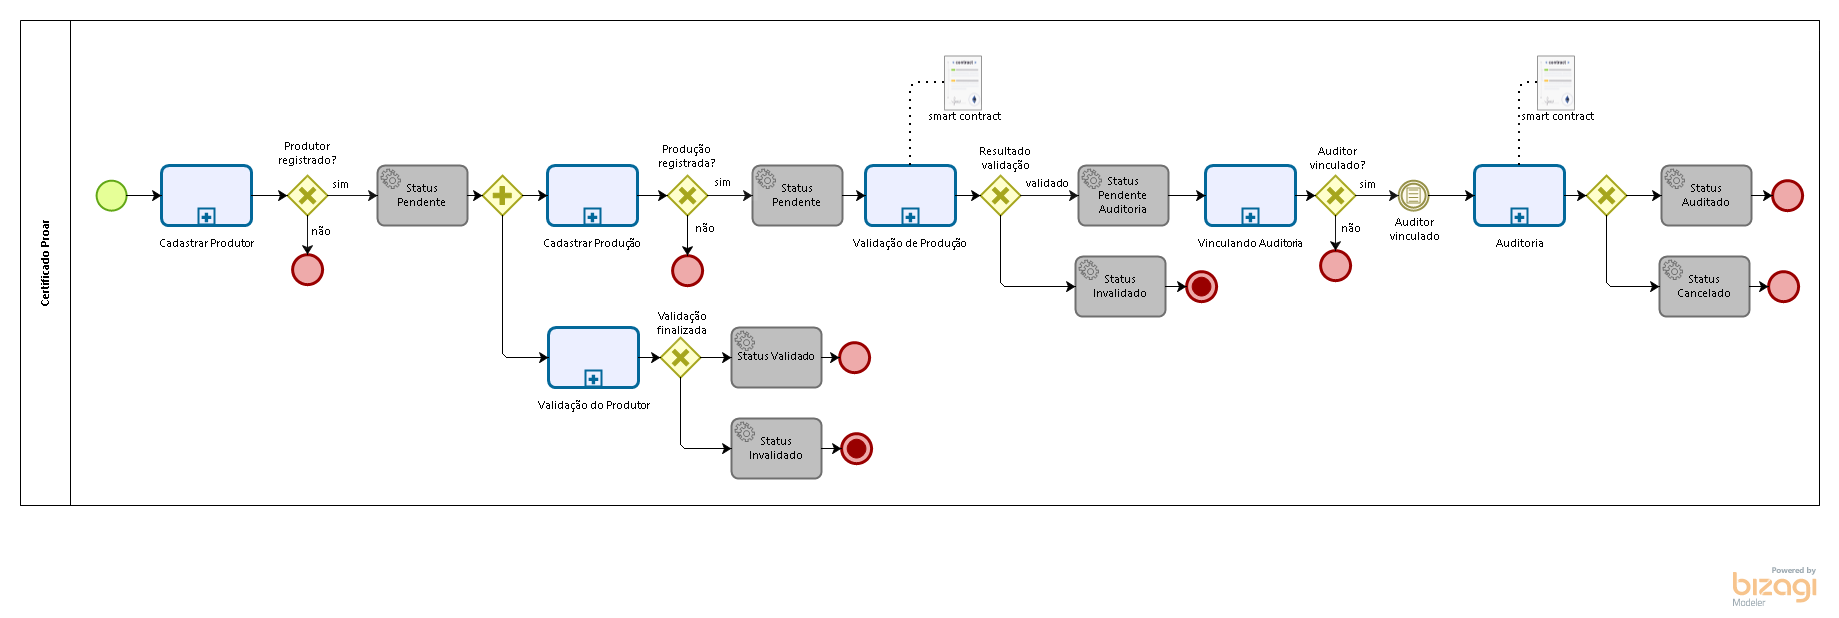 Certificado Proar
Cadastrar Produtor
Produtor
registrado?
sim
não
Status
Pendente
Cadastrar Produção
Produção
registrada?
sim
não
Status
Pendente
Validação de Produção
contract
smart contract
Resultado
validação
validado
Status
Pendente
Auditoria
Status
Invalidado
Vinculando Auditoria
Auditor
vinculado?
sim
não
Auditor
vinculado
Auditoria
contract
smart contract
Status
Auditado
Status
Cancelado
Validação do Produtor
Validação
finalizada
Status Validado
Status
Invalidado
Powered by
bizagi
Modeler